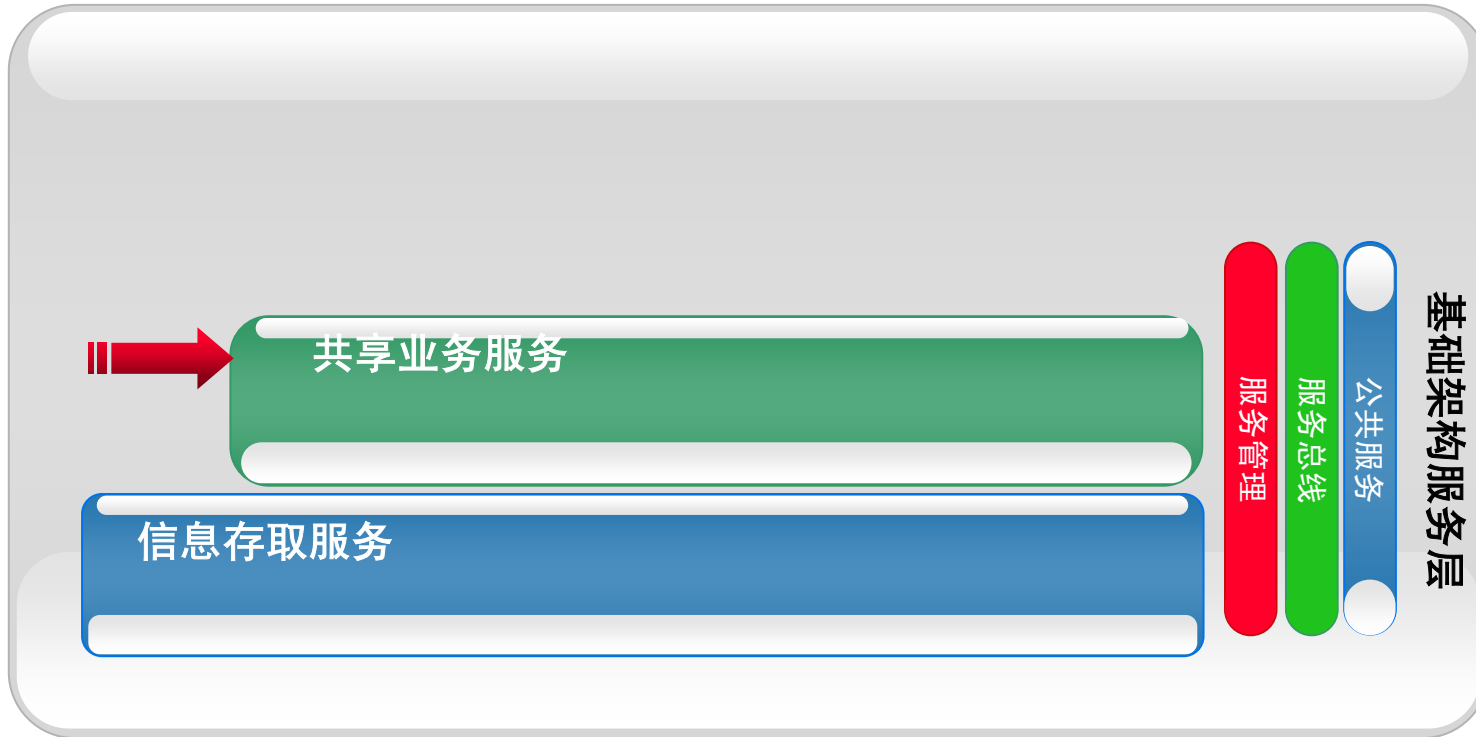 共享业务服务
信息存取服务
服务管理
服务总线
公共服务
基础架构服务层